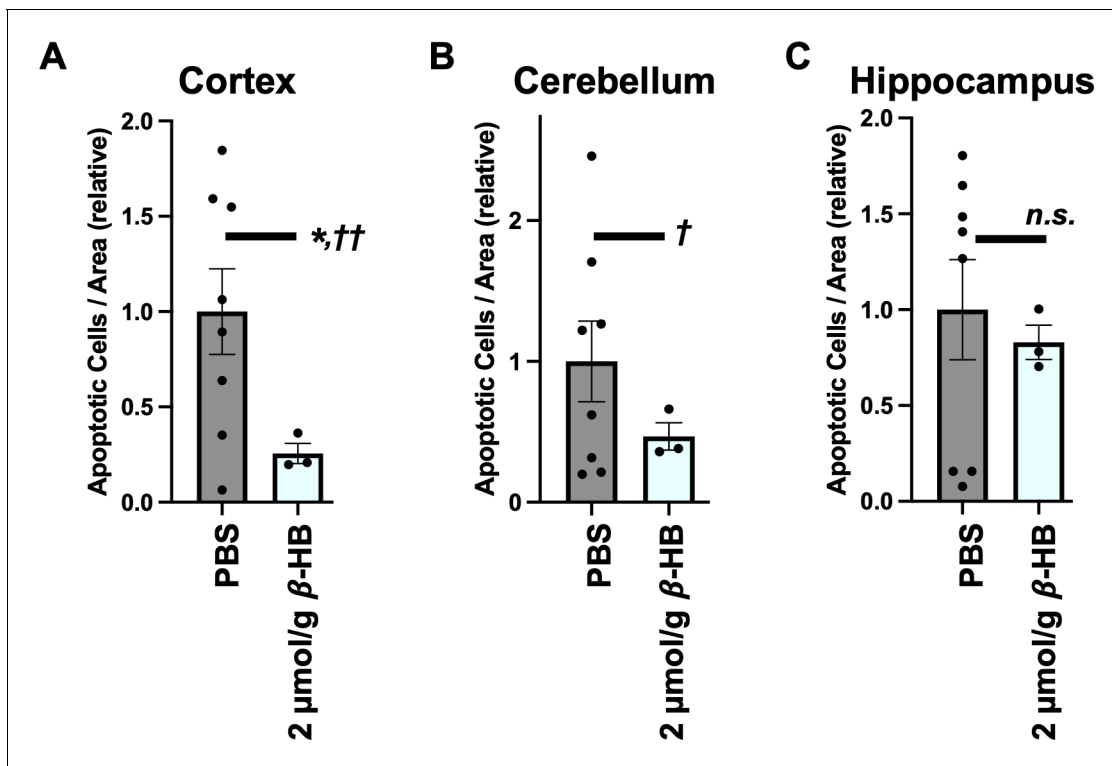 A
Cortex
Apoptotic Cells / Area (relative)
2.0
1.5
1.0
0.5
0.0
*,††
PBS
2 µmol/g β-HB
B
Cerebellum
Apoptotic Cells / Area (relative)
2
1
0
†
PBS
2 µmol/g β-HB
C
Hippocampus
Apoptotic Cells / Area (relative)
2.0
1.5
1.0
0.5
0.0
n.s.
PBS
2 µmol/g β-HB